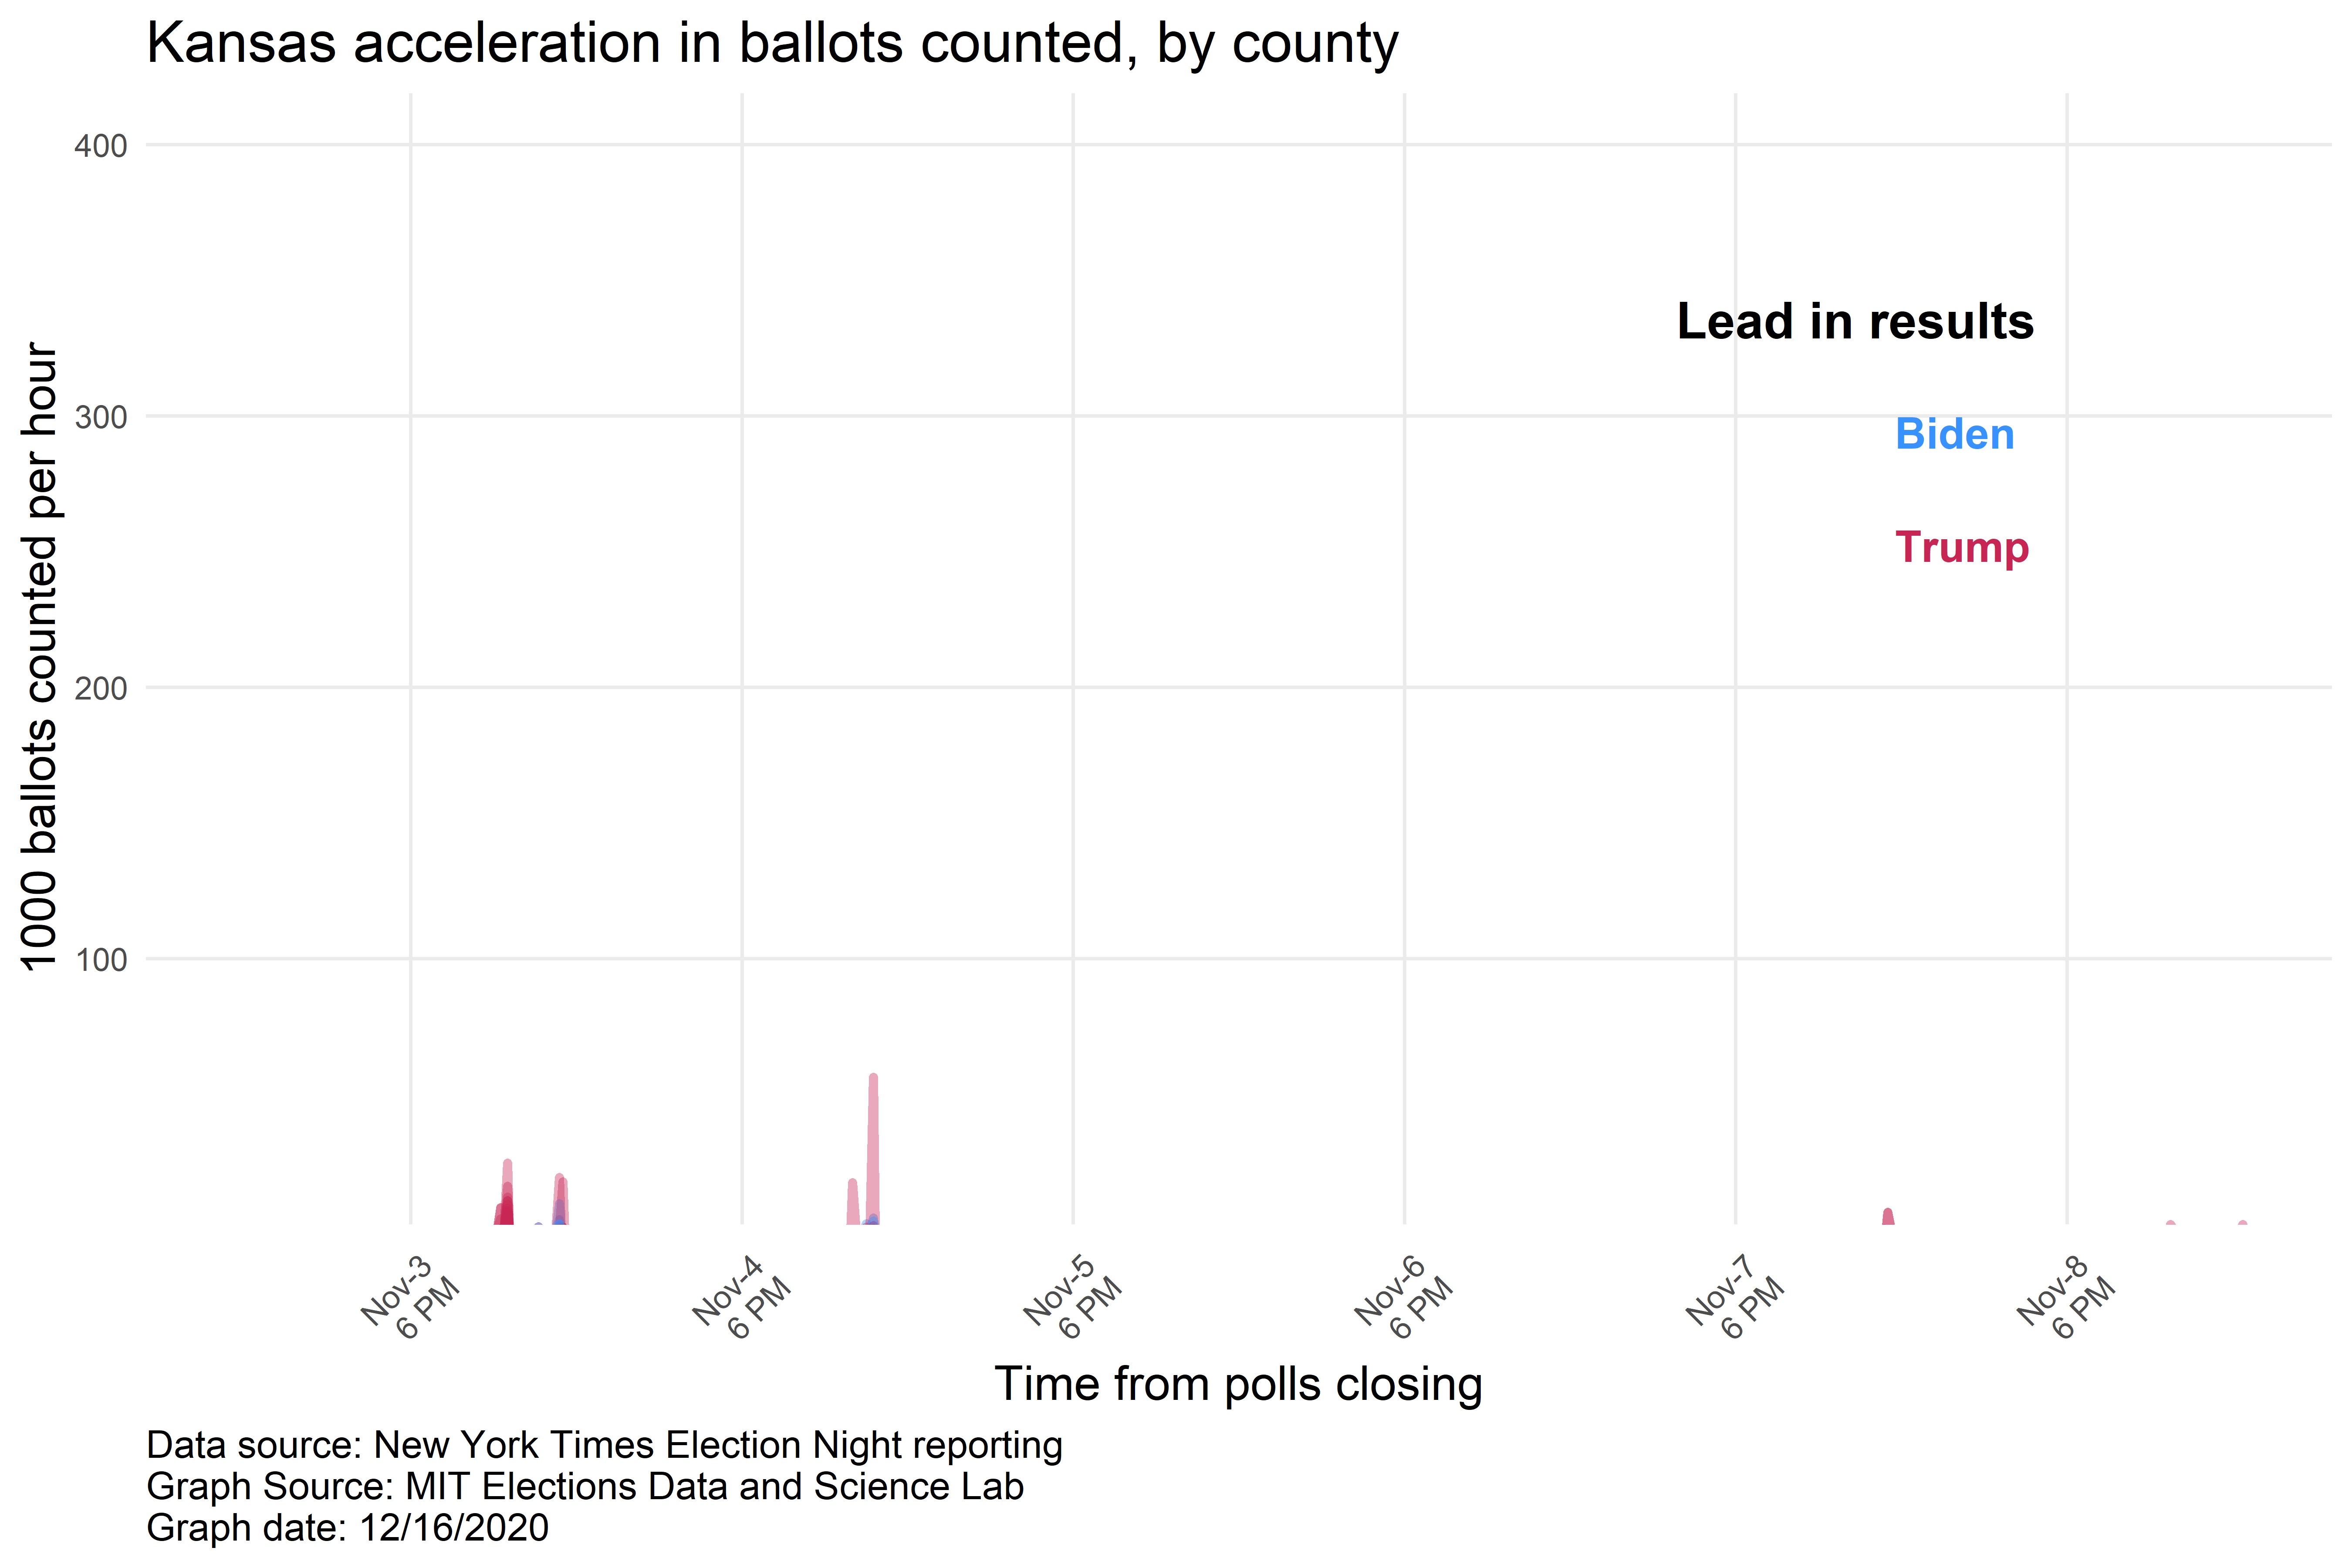 Kansas acceleration in ballots counted, by county
400
300
200
100
1000 ballots counted per hour
Lead in results
Biden
Trump
Nov-3
6 PM
Nov-4
6 PM
Nov-5
6 PM
Nov-6
6 PM
Nov-7
6 PM
Nov-8
6 PM
Time from polls closing
Data source: New York Times Election Night reporting
Graph Source: MIT Elections Data and Science Lab
Graph date: 12/16/2020